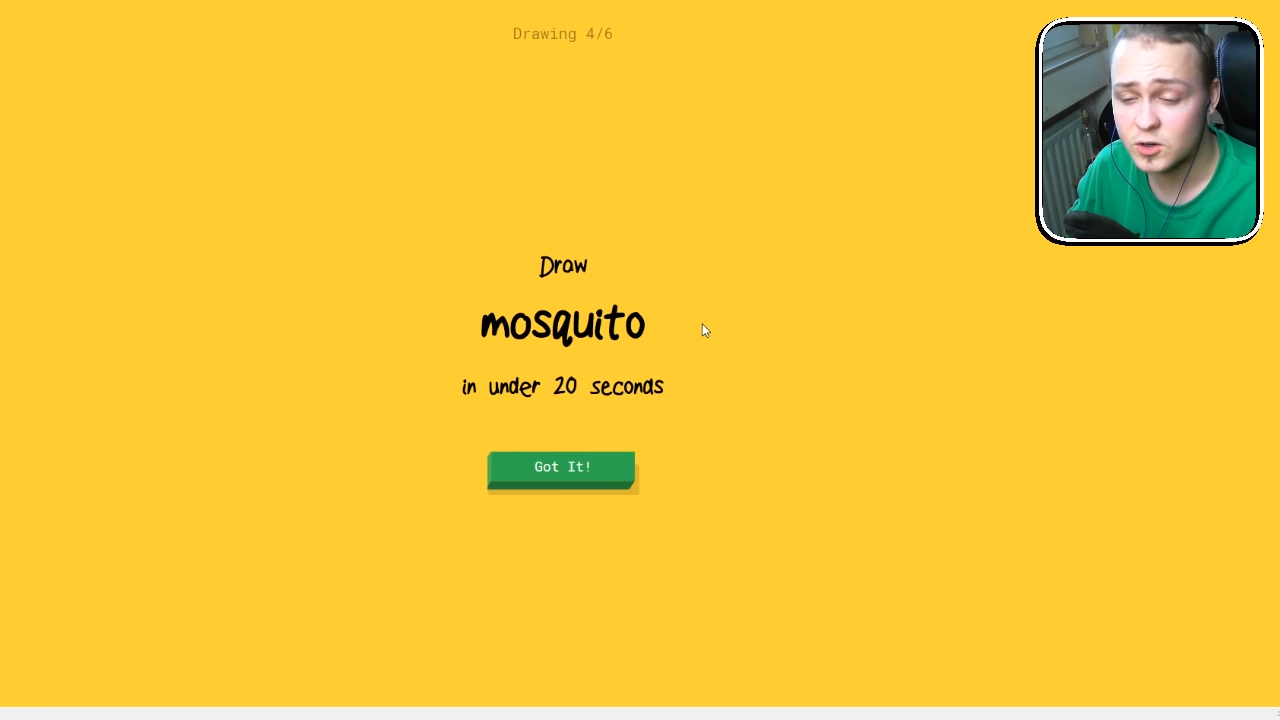 Drawing 4/6
Draw
mosquito
in under 20 seconds
Got It!